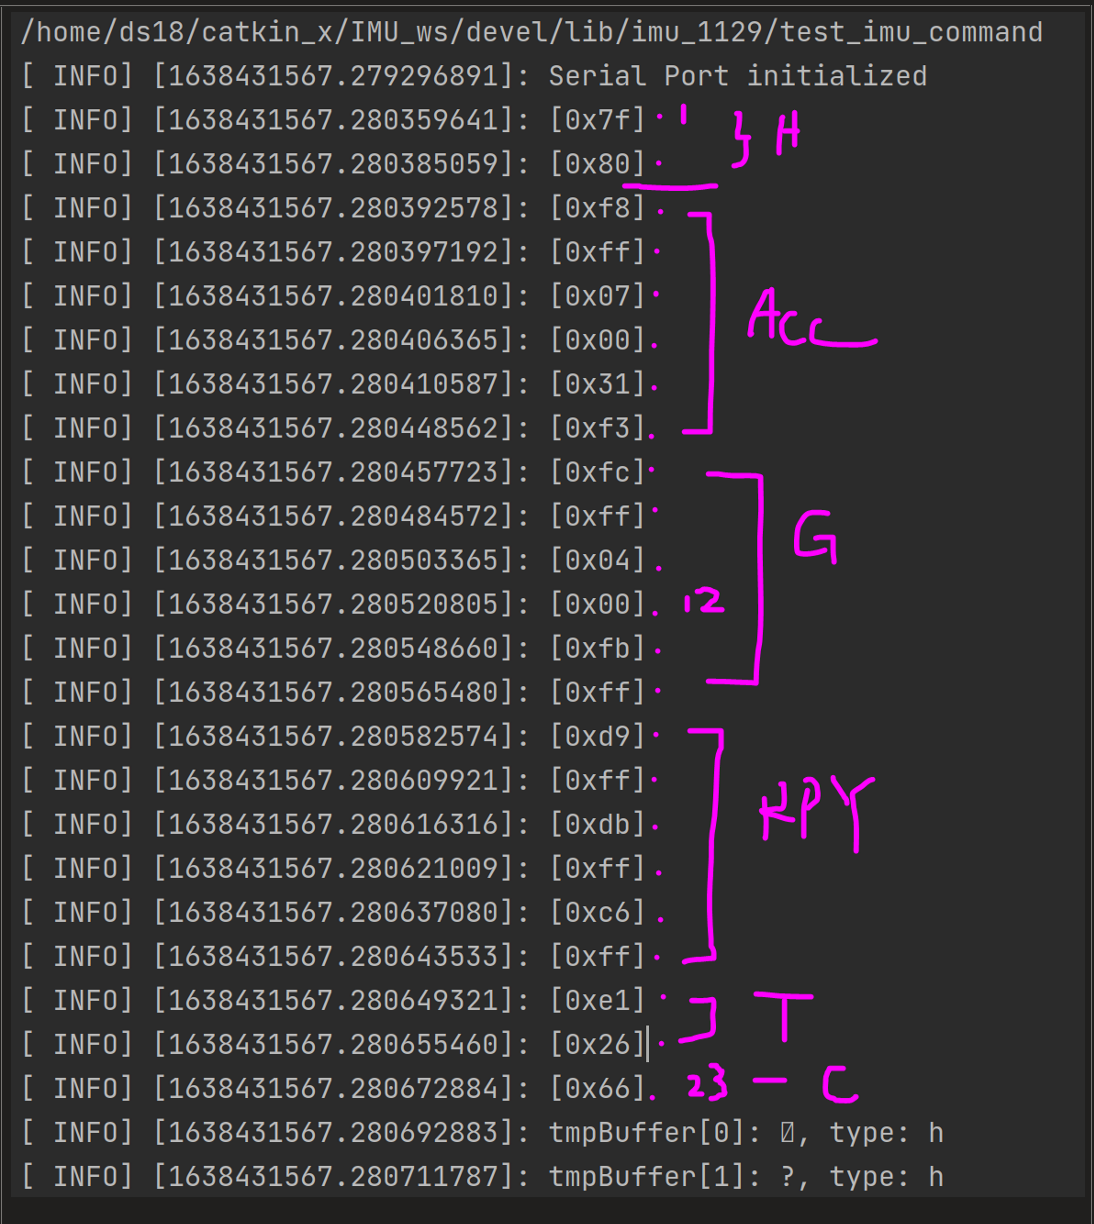 /home/ds18/catkin_x/IMU_ws/devel/lib/imu_1129/test_imu_command
[ INFO] [1638431567.279296891]: Serial Port initialized
[ INFO] [1638431567.280359641]: [0x7f] 1
[ INFO] [1638431567.280385059]: [0x80] } H
[ INFO] [1638431567.280392578]: [0xf8]
[ INFO] [1638431567.280397192]: [0xff]
[ INFO] [1638431567.280401810]: [0x07]
[ INFO] [1638431567.280406365]: [0x00] Acc
[ INFO] [1638431567.280410587]: [0x31]
[ INFO] [1638431567.280448562]: [0xf3]
[ INFO] [1638431567.280457723]: [0xfc]
[ INFO] [1638431567.280484572]: [0xff] G
[ INFO] [1638431567.280503365]: [0x04]
[ INFO] [1638431567.280520805]: [0x00] 12
[ INFO] [1638431567.280548660]: [0xfb]
[ INFO] [1638431567.280565480]: [0xff]
[ INFO] [1638431567.280582574]: [0xd9]
[ INFO] [1638431567.280609921]: [0xff]
[ INFO] [1638431567.280616316]: [0xdb] RPY
[ INFO] [1638431567.280621009]: [0xff]
[ INFO] [1638431567.280637080]: [0xc6]
[ INFO] [1638431567.280643533]: [0xff]
[ INFO] [1638431567.280649321]: [0xe1] T
[ INFO] [1638431567.280655460]: [0x26]
[ INFO] [1638431567.280672884]: [0x66] 23 - C
[ INFO] [1638431567.280692883]: tmpBuffer[0]: , type: h
[ INFO] [1638431567.280711787]: tmpBuffer[1]: ?, type: h